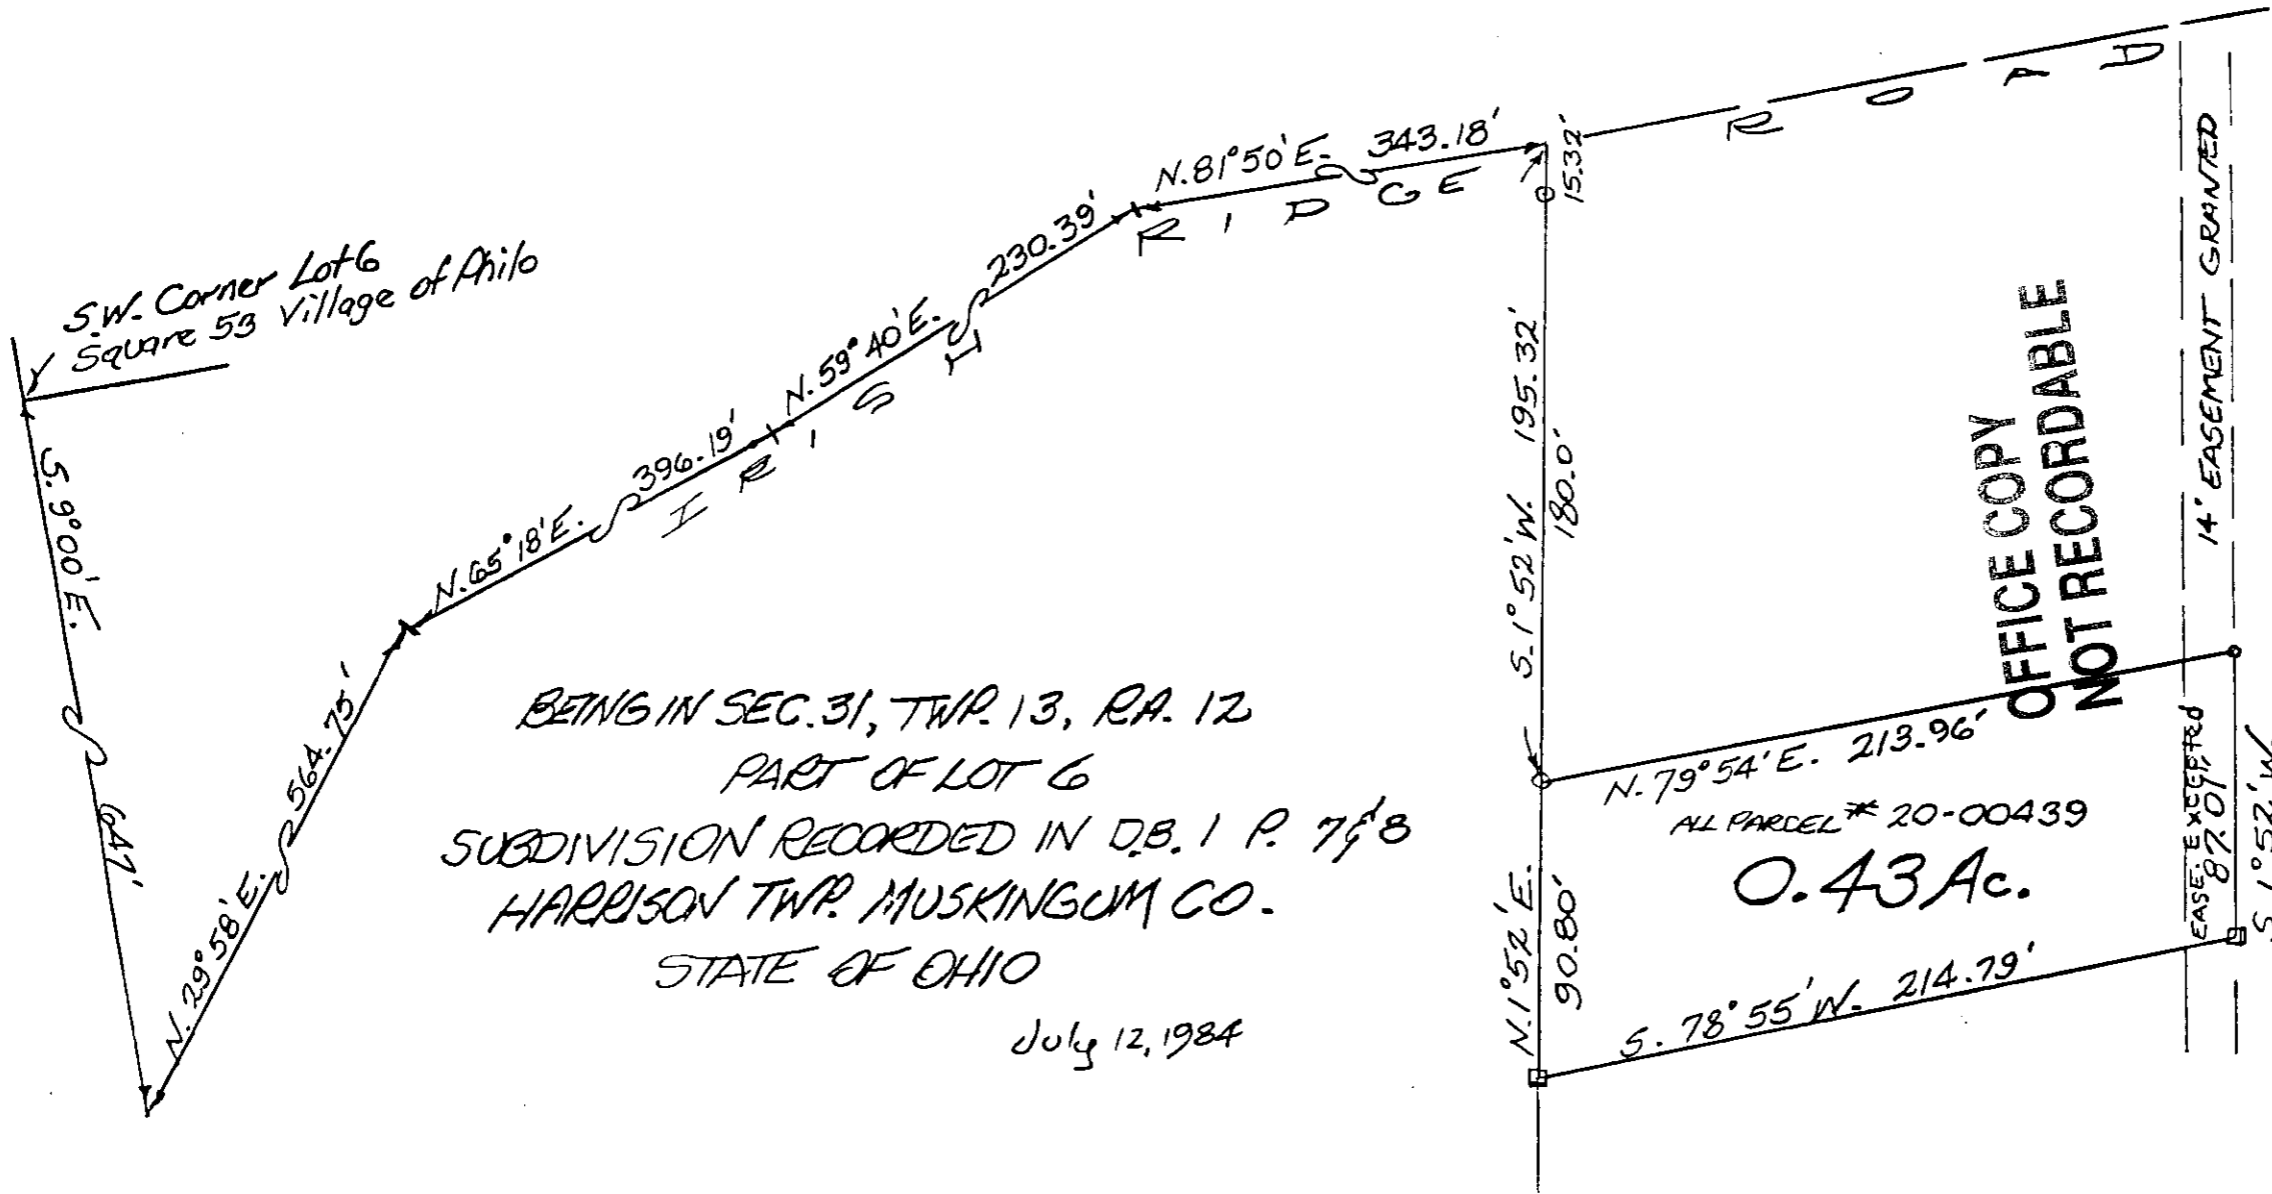 S.W. Corner Lot 6
Square 53 Village of Philo
S. 9°00' E.
647'
N. 29°58' E.
564.75'
N. 65°18' E.
396.19'
N. 59°40' E.
230.39'
N. 81°50' E.
343.18'
IRISH RIDGE ROAD
15.32'
S. 1°52' W. 195.32'
180.0'
14' EASEMENT GRANTED
OFFICE COPY
NOT RECORDABLE
N. 79°54' E. 213.96'
ALL PARCEL # 20-00439
0.43 Ac.
EASE. Excepted
87.01'
S. 1°52' W.
N. 1°52' E.
90.80'
S. 78°55' W. 214.79'
BEING IN SEC. 31, TWP. 13, RA. 12
PART OF LOT 6
SUBDIVISION RECORDED IN D.B. 1 P. 7 & 8
HARRISON TWP. MUSKINGUM CO.
STATE OF OHIO
July 12, 1984